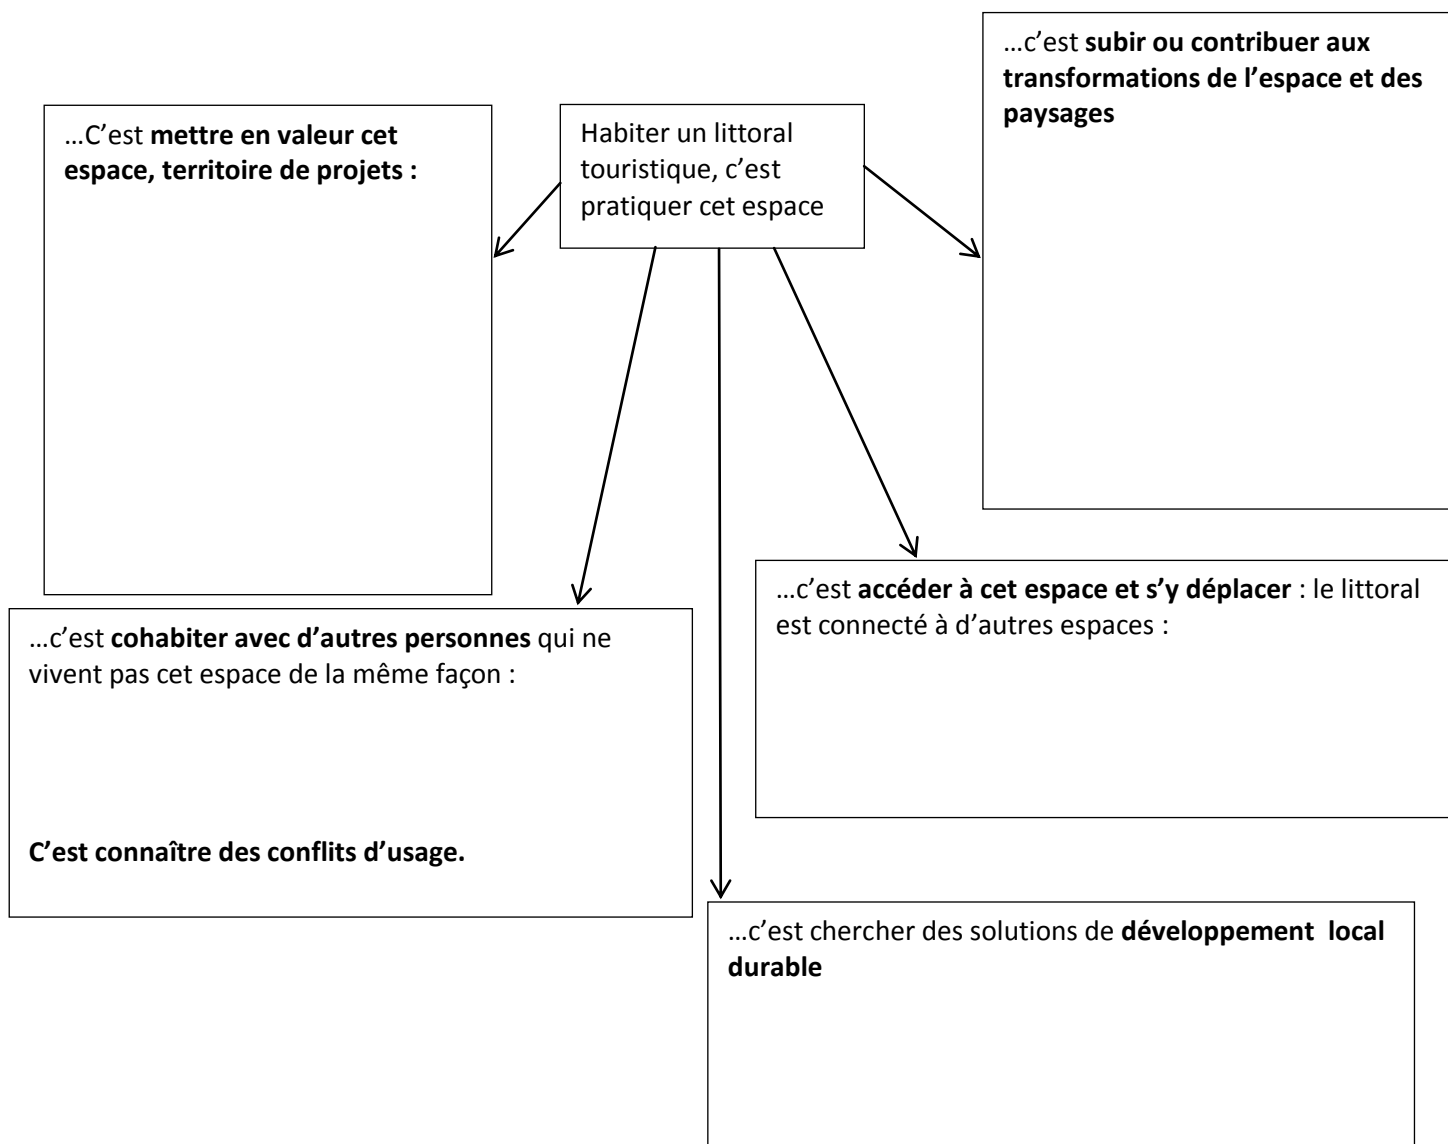 Habiter un littoral
touristique, c’est
pratiquer cet espace
…C’est mettre en valeur cet
espace, territoire de projets :
…c'est subir ou contribuer aux
transformations de l’espace et des
paysages
…c’est cohabiter avec d’autres personnes qui ne
vivent pas cet espace de la même façon :
C’est connaître des conflits d’usage.
…c’est accéder à cet espace et s’y déplacer : le littoral
est connecté à d’autres espaces :
…c’est chercher des solutions de développement local
durable